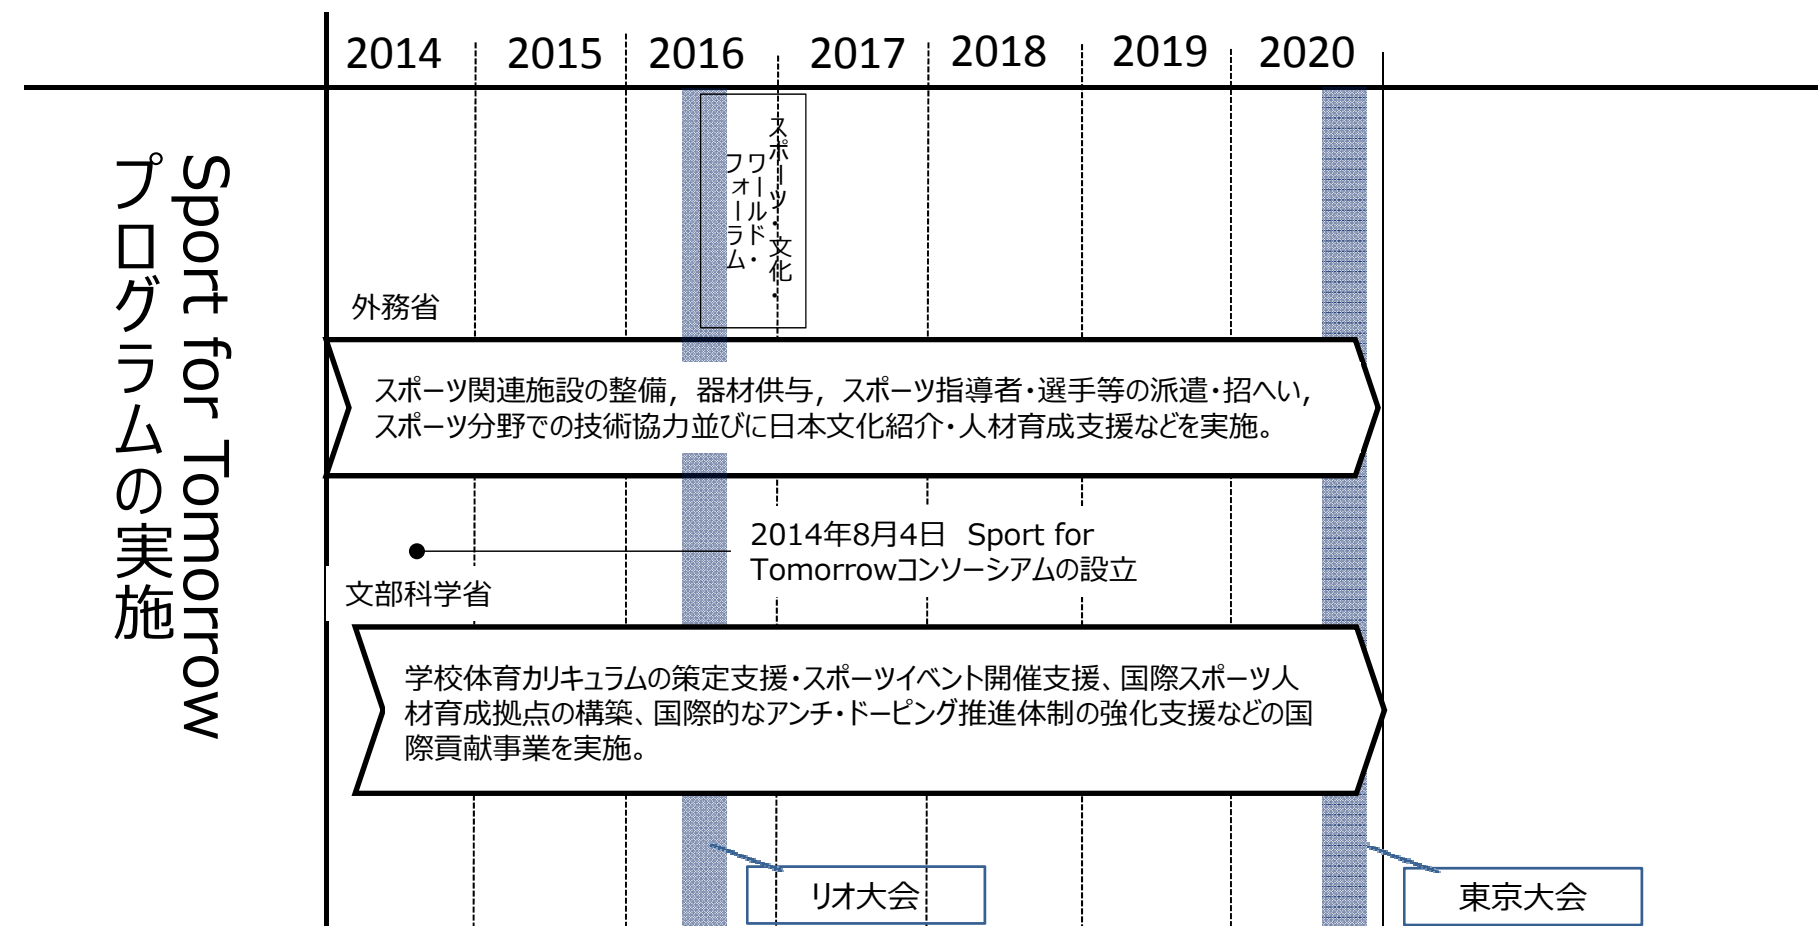 2014 2015 2016 2017 2018 2019 2020
Sport for Tomorrow
プログラムの実施
スポーツ・文化・
ワールド・
フォーラム
外務省
スポーツ関連施設の整備，器材供与，スポーツ指導者・選手等の派遣・招へい，
スポーツ分野での技術協力並びに日本文化紹介・人材育成支援などを実施。
2014年8月4日　Sport for
Tomorrowコンソーシアムの設立
文部科学省
学校体育カリキュラムの策定支援・スポーツイベント開催支援、国際スポーツ人
材育成拠点の構築、国際的なアンチ・ドーピング推進体制の強化支援などの国
際貢献事業を実施。
リオ大会
東京大会